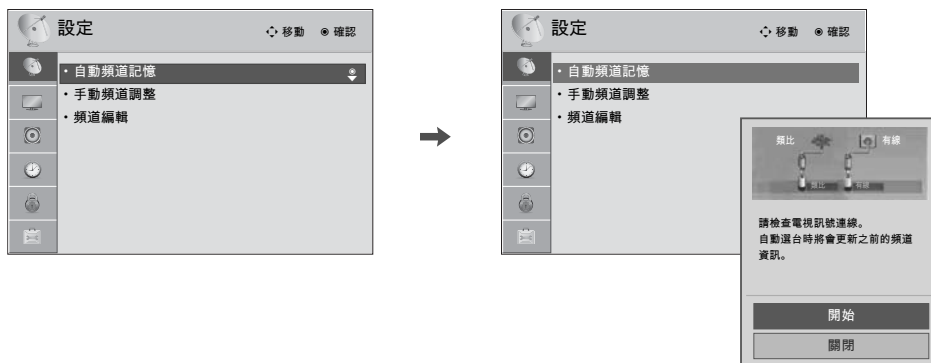 設定
移動 確認
・自動頻道記憶
・手動頻道調整
・頻道編輯
設定
移動 確認
・自動頻道記憶
・手動頻道調整
・頻道編輯
類比 有線
類比 有線
請檢查電視訊號連線。
自動選台時將會更新之前的頻道
資訊。
開始
關閉